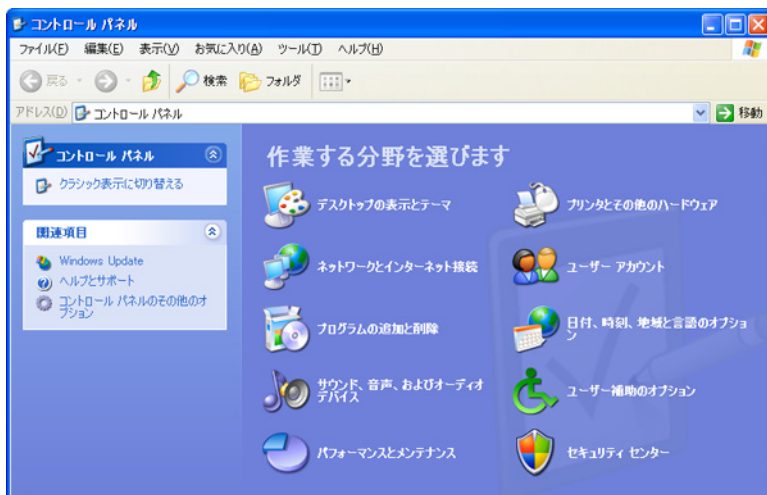 コントロール パネル
ファイル(F) 編集(E) 表示(V) お気に入り(A) ツール(T) ヘルプ(H)
戻る 検索 フォルダ
アドレス(D) コントロール パネル 移動
コントロール パネル
クラシック表示に切り替える
関連項目
Windows Update
ヘルプとサポート
コントロール パネルのその他のオ
プション
作業する分野を選びます
デスクトップの表示とテーマ
プリンタとその他のハードウェア
ネットワークとインターネット接続
ユーザー アカウント
プログラムの追加と削除
日付、時刻、地域と言語のオプショ
ン
サウンド、音声、およびオーディオ
デバイス
ユーザー補助のオプション
パフォーマンスとメンテナンス
セキュリティ センター